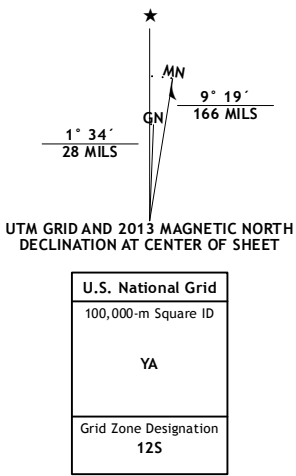 ★
MN
GN
9° 19´
166 MILS
1° 34´
28 MILS
UTM GRID AND 2013 MAGNETIC NORTH
DECLINATION AT CENTER OF SHEET
U.S. National Grid
100,000-m Square ID
YA
Grid Zone Designation
12S